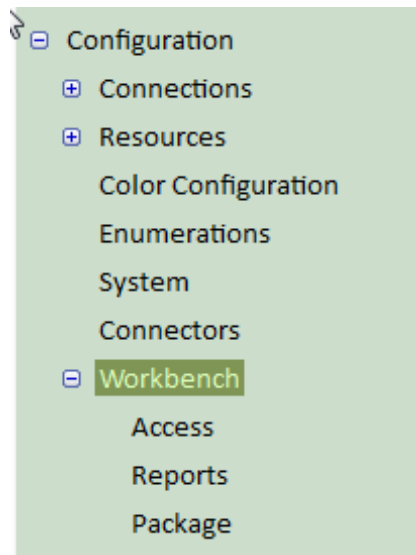 Configuration
Connections
Resources
Color Configuration
Enumerations
System
Connectors
Workbench
Access
Reports
Package